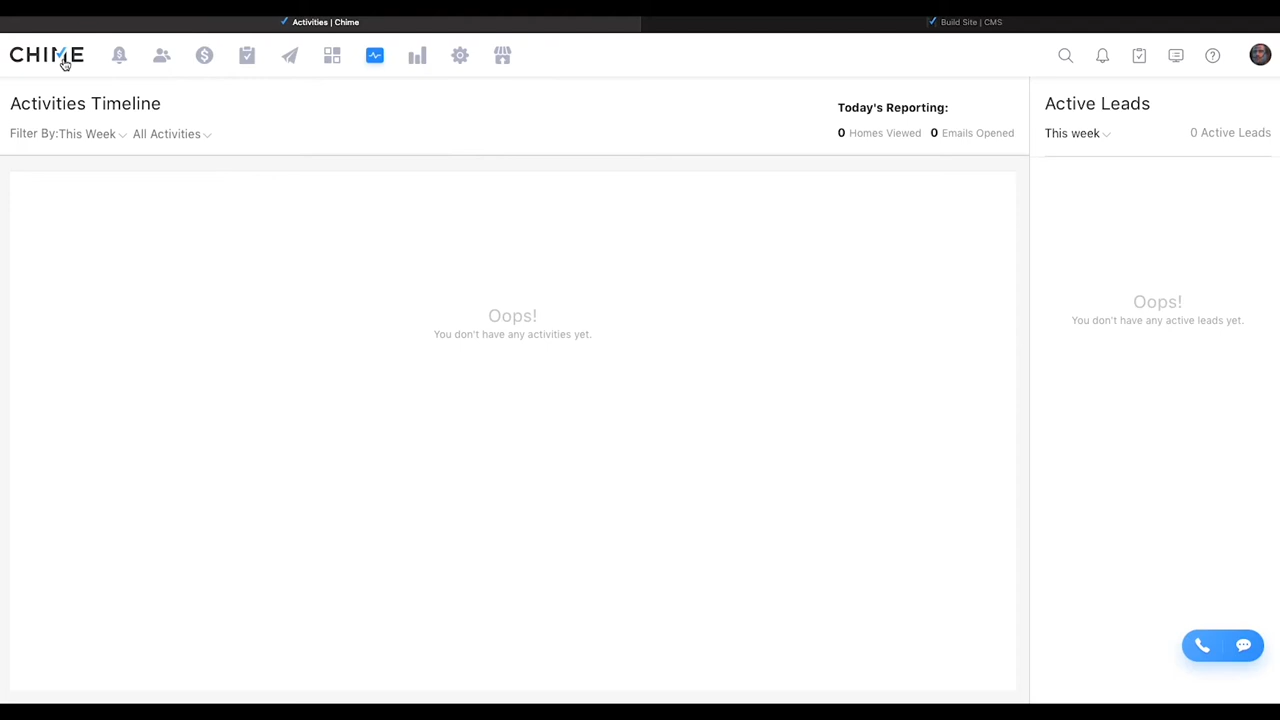 Activities | Chime
Build Site | CMS
CHIME
Activities Timeline
Filter By:This Week
All Activities
Today's Reporting:
0 Homes Viewed
0 Emails Opened
Active Leads
This week
0 Active Leads
Oops!
You don't have any activities yet.
Oops!
You don't have any active leads yet.